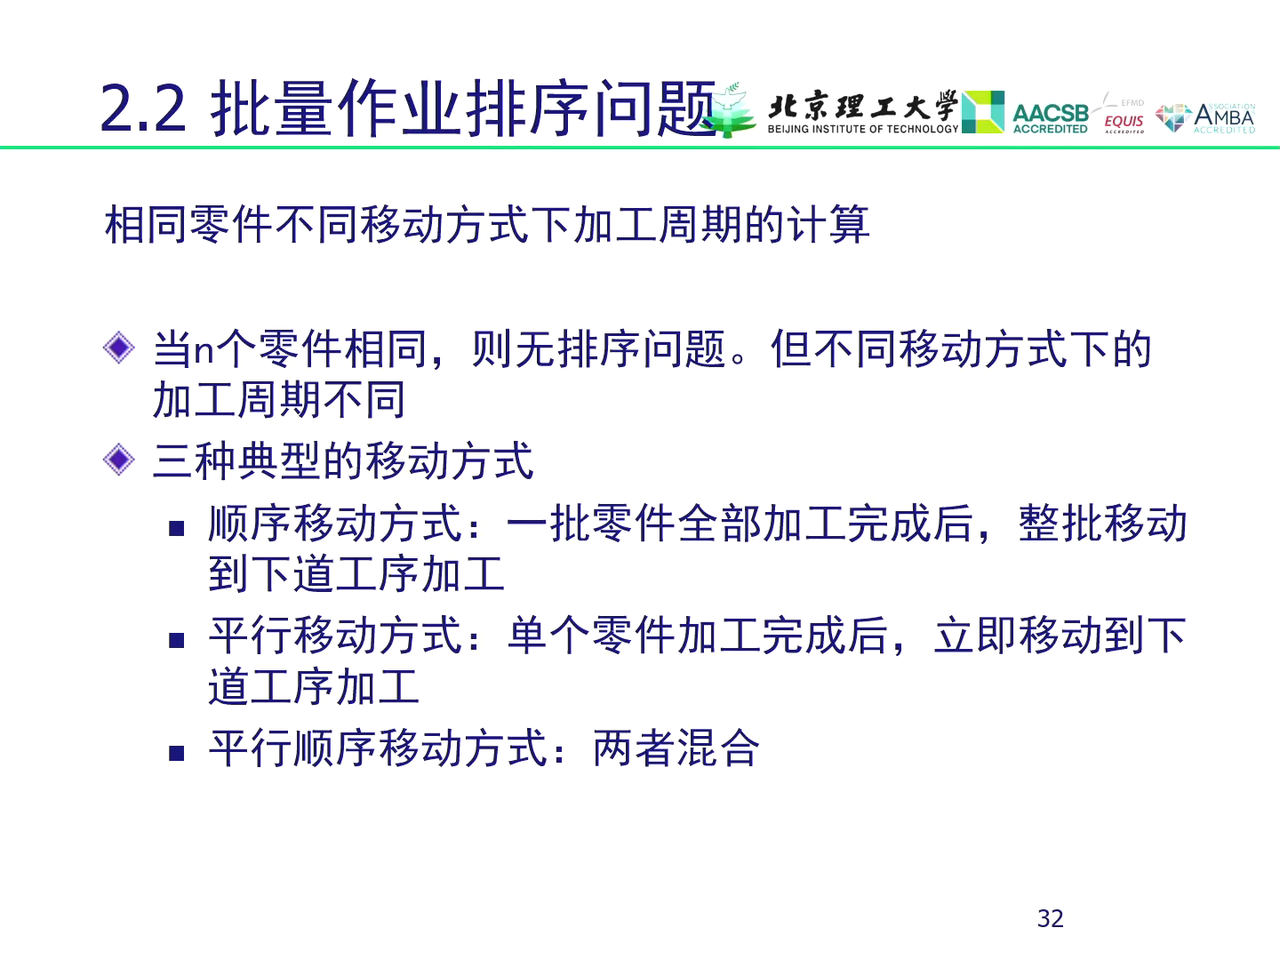 2.2 批量作业排序问题
北京理工大學
BEIJING INSTITUTE OF TECHNOLOGY
AACSB
ACCREDITED
EFMD
EQUIS
ACCREDITED
ASSOCIATION
AMBA
ACCREDITED
相同零件不同移动方式下加工周期的计算
当n个零件相同，则无排序问题。但不同移动方式下的
加工周期不同
三种典型的移动方式
顺序移动方式：一批零件全部加工完成后，整批移动
到下道工序加工
平行移动方式：单个零件加工完成后，立即移动到下
道工序加工
平行顺序移动方式：两者混合
32